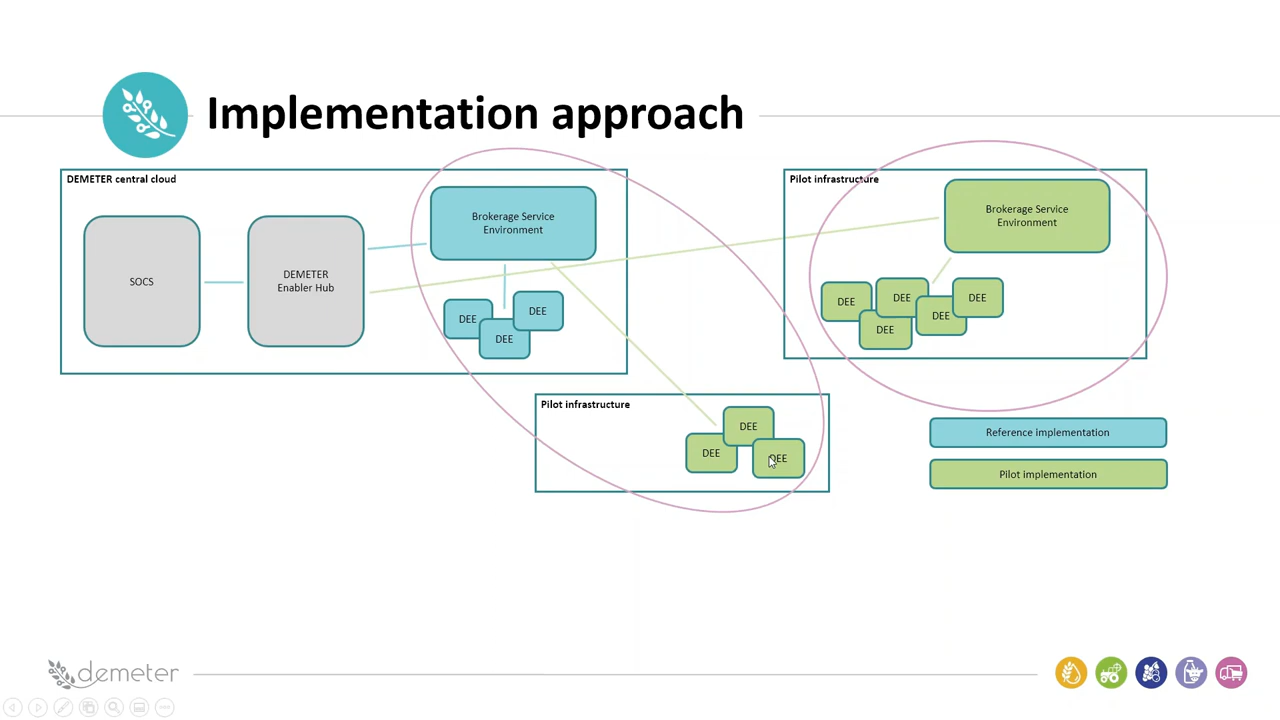 Implementation approach
DEMETER central cloud
SOCS
DEMETER
Enabler Hub
Brokerage Service
Environment
DEE
DEE
DEE
Pilot infrastructure
Brokerage Service
Environment
DEE
DEE
DEE
DEE
DEE
Pilot infrastructure
DEE
DEE
DEE
Reference implementation
Pilot implementation
demeter